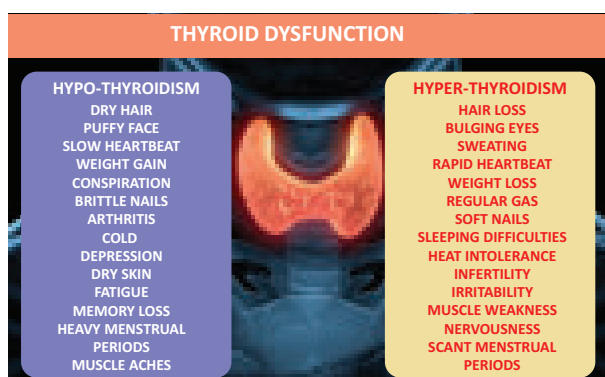 THYROID DYSFUNCTION
HYPO-THYROIDISM
DRY HAIR
PUFFY FACE
SLOW HEARTBEAT
WEIGHT GAIN
CONSPIRATION
BRITTLE NAILS
ARTHRITIS
COLD
DEPRESSION
DRY SKIN
FATIGUE
MEMORY LOSS
HEAVY MENSTRUAL
PERIODS
MUSCLE ACHES
HYPER-THYROIDISM
HAIR LOSS
BULGING EYES
SWEATING
RAPID HEARTBEAT
WEIGHT LOSS
REGULAR GAS
SOFT NAILS
SLEEPING DIFFICULTIES
HEAT INTOLERANCE
INFERTILITY
IRRITABILITY
MUSCLE WEAKNESS
NERVOUSNESS
SCANT MENSTRUAL
PERIODS